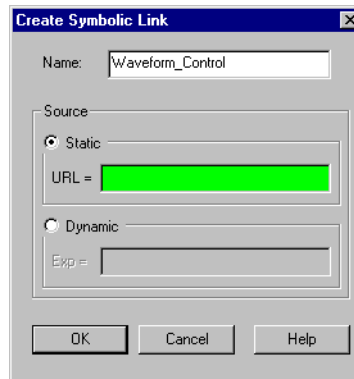 Create Symbolic Link
Name: Waveform_Control
Source
Static
URL =
Dynamic
Exp =
OK Cancel Help